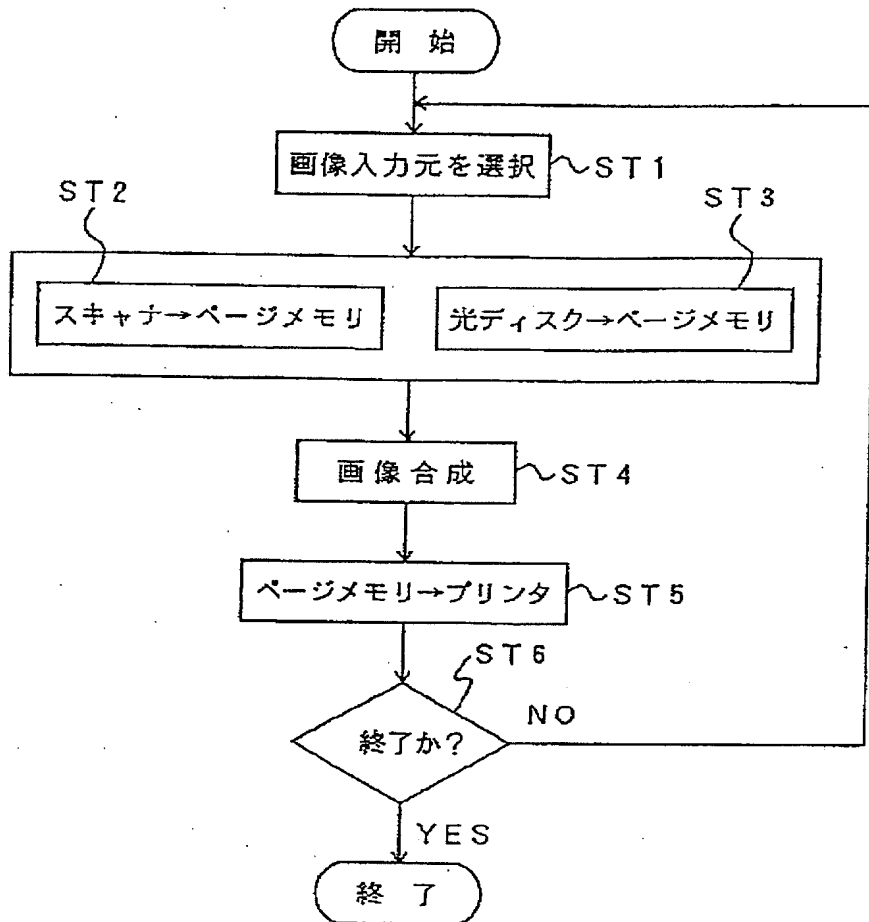 開始
画像入力元を選択
ST1
ST2
ST3
スキャナ→ページメモリ
光ディスク→ページメモリ
画像合成
ST4
ページメモリ→プリンタ
ST5
ST6
終了か?
NO
YES
終了